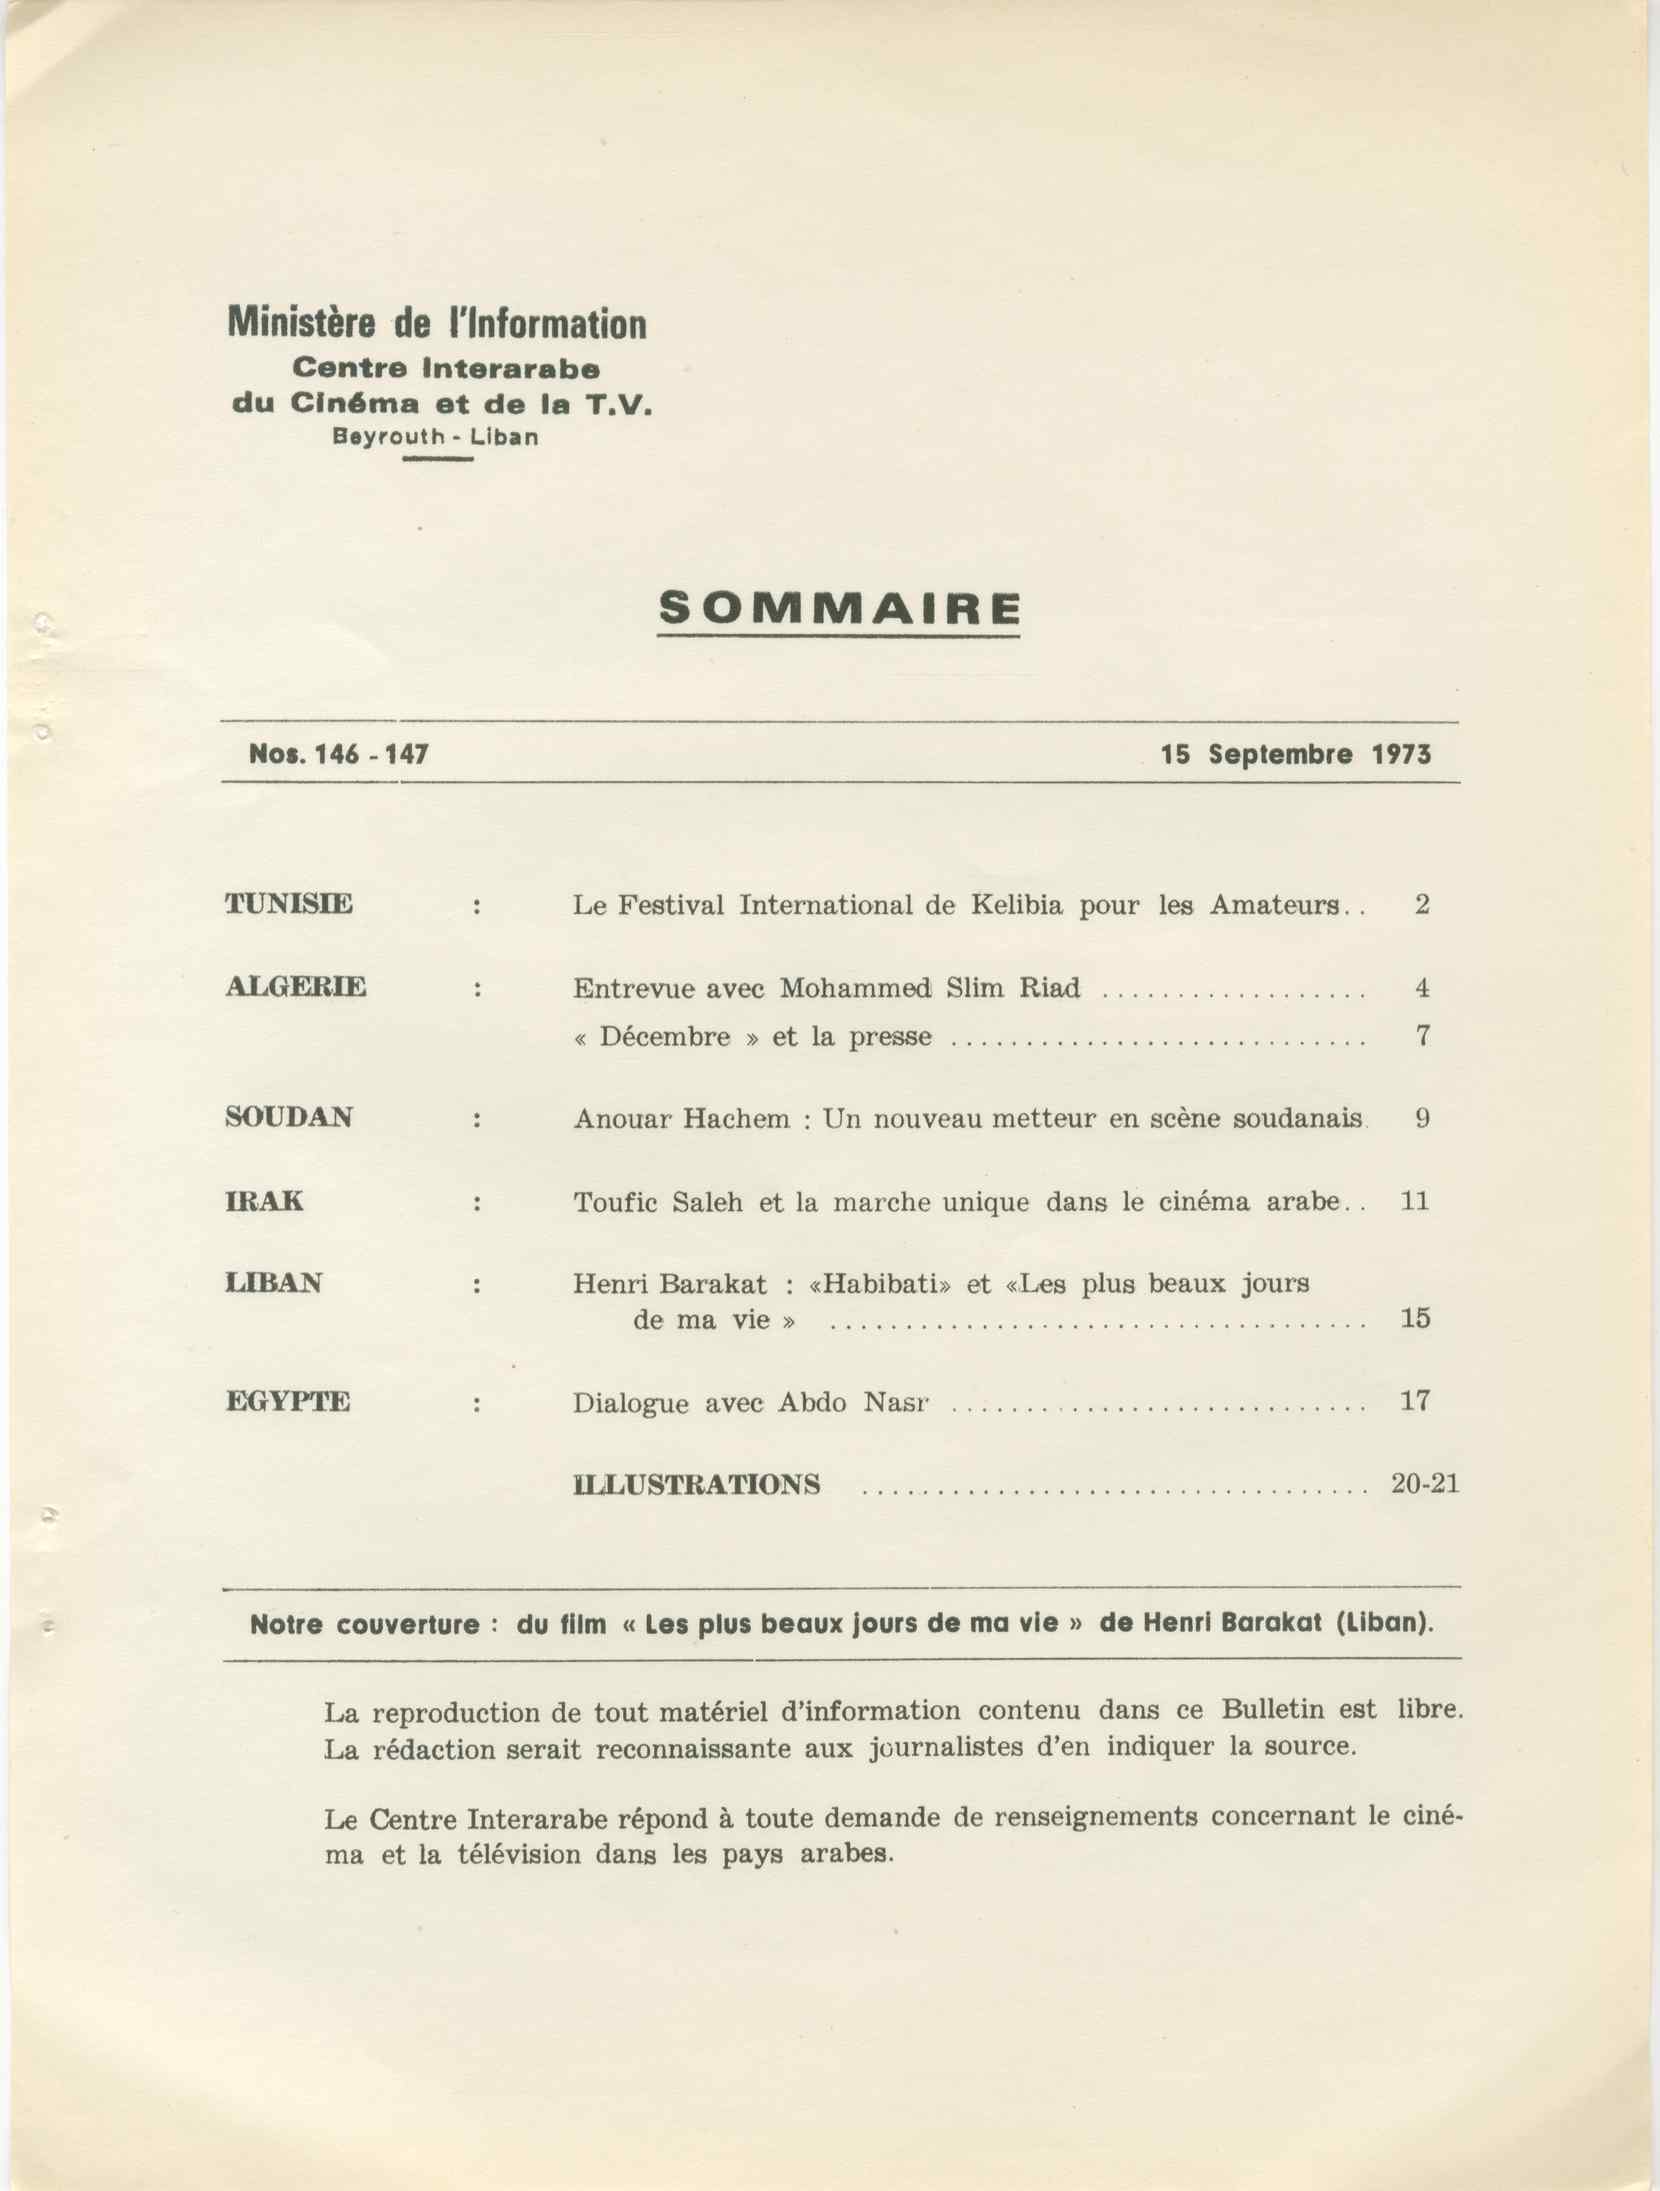 Ministère de l'Information
Centre Interarabe
du Cinéma et de la T.V.
Beyrouth - Liban
SOMMAIRE
Nos. 146 - 147 15 Septembre 1973
TUNISIE : Le Festival International de Kelibia pour les Amateurs.. 2
ALGERIE : Entrevue avec Mohammed Slim Riad .................. 4
« Décembre » et la presse ............................ 7
SOUDAN : Anouar Hachem : Un nouveau metteur en scène soudanais. 9
IRAK : Toufic Saleh et la marche unique dans le cinéma arabe.. 11
LIBAN : Henri Barakat : «Habibati» et «Les plus beaux jours
de ma vie » .................................... 15
EGYPTE : Dialogue avec Abdo Nasr ............................ 17
ILLUSTRATIONS .................................. 20-21
Notre couverture : du film « Les plus beaux jours de ma vie » de Henri Barakat (Liban).
La reproduction de tout matériel d'information contenu dans ce Bulletin est libre.
La rédaction serait reconnaissante aux journalistes d'en indiquer la source.
Le Centre Interarabe répond à toute demande de renseignements concernant le ciné-
ma et la télévision dans les pays arabes.